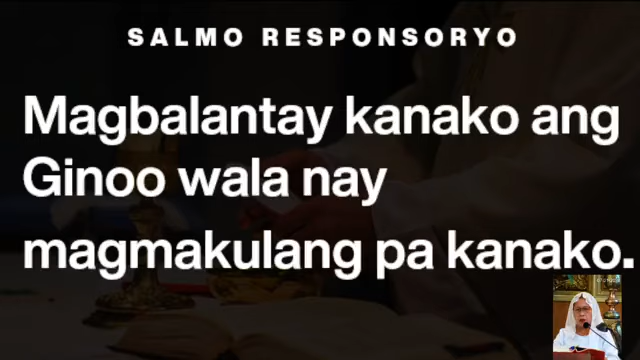 SALMO RESPONSORYO
Magbalantay kanako ang
Ginoo wala nay
magmakulang pa kanako.